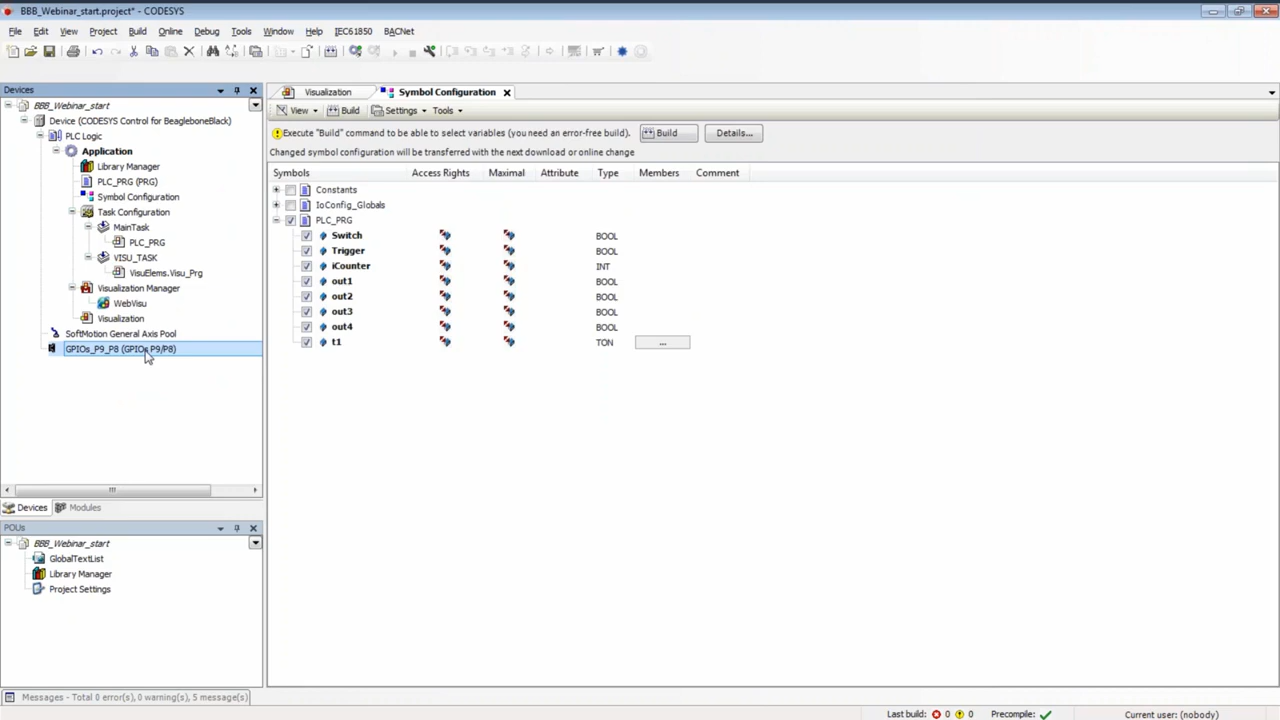 BBB_Webinar_start.project* - CODESYS
File Edit View Project Build Online Debug Tools Window Help IEC61850 BACNet
Devices
BBB_Webinar_start
Device (CODESYS Control for BeagleboneBlack)
PLC Logic
Application
Library Manager
PLC_PRG (PRG)
Symbol Configuration
Task Configuration
MainTask
PLC_PRG
VISU_TASK
VisuElems.Visu_Prg
Visualization Manager
WebVisu
Visualization
SoftMotion General Axis Pool
GPIOs_P9_P8 (GPIOs P9/P8)
Devices Modules
POUs
BBB_Webinar_start
GlobalTextList
Library Manager
Project Settings
Visualization Symbol Configuration
View Build Settings Tools
Execute "Build" command to be able to select variables (you need an error-free build). Build Details...
Changed symbol configuration will be transferred with the next download or online change
Symbols Access Rights Maximal Attribute Type Members Comment
Constants
IoConfig_Globals
PLC_PRG
Switch BOOL
Trigger BOOL
iCounter INT
out1 BOOL
out2 BOOL
out3 BOOL
out4 BOOL
t1 TON ...
Messages - Total 0 error(s), 0 warning(s), 5 message(s)
Last build: 0 0 Precompile: Current user: (nobody)